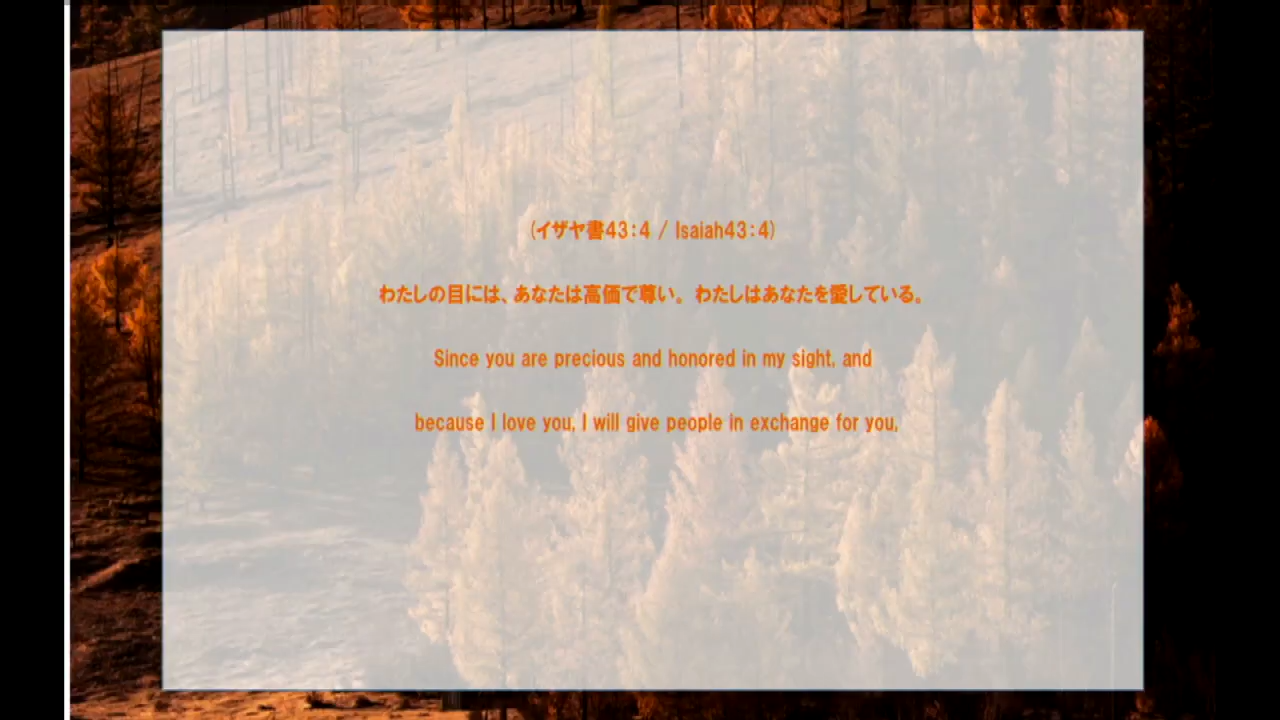 (イザヤ書43:4 / Isaiah43:4)
わたしの目には、あなたは高価で尊い。わたしはあなたを愛している。
Since you are precious and honored in my sight, and
because I love you, I will give people in exchange for you,